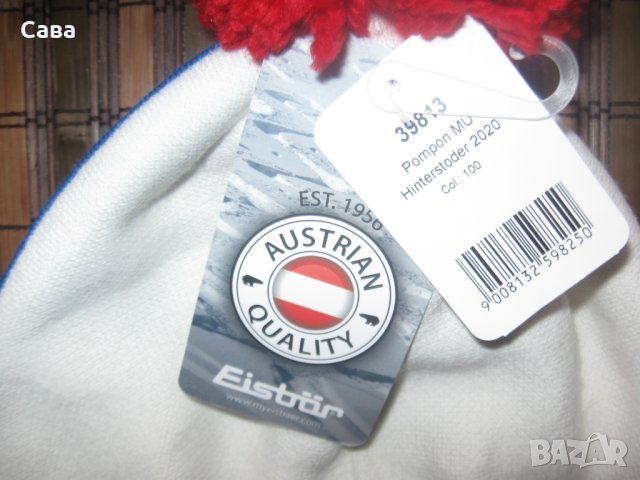 Сава
39813
Pompon MÜ
Hinterstoder 2020
Col.: 100
9 008132 598250
EST. 1956
AUSTRIAN
QUALITY
Eisbär
www.myeisbaer.com
BAZAR